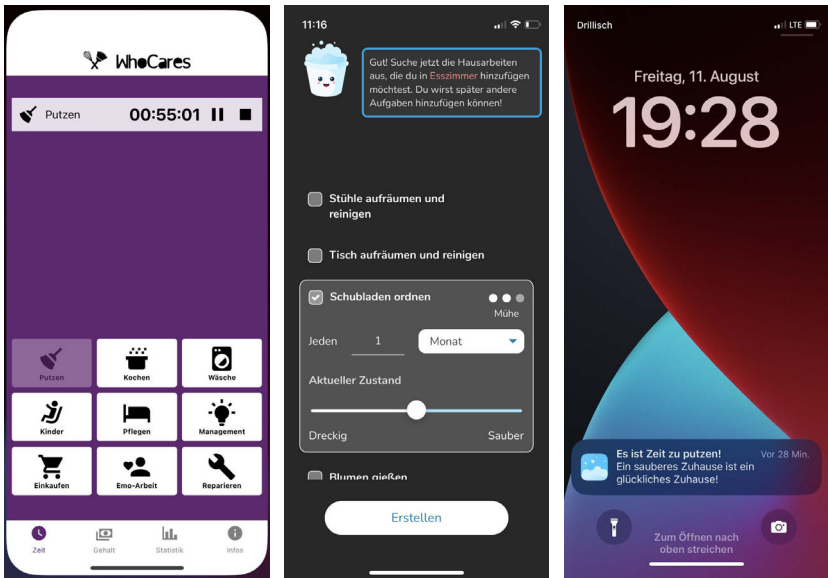 WhoCares
Putzen 00:55:01
Putzen Kochen Wäsche
Kinder Pflegen Management
Einkaufen Emo-Arbeit Reparieren
Zeit Gehalt Statistik Infos
11:16
Gut! Suche jetzt die Hausarbeiten
aus, die du in Esszimmer hinzufügen
möchtest. Du wirst später andere
Aufgaben hinzufügen können!
Stühle aufräumen und
reinigen
Tisch aufräumen und reinigen
Schubladen ordnen
Mühe
Jeden 1 Monat
Aktueller Zustand
Dreckig Sauber
Blumen gießen
Erstellen
Drillisch LTE
Freitag, 11. August
19:28
Es ist Zeit zu putzen! Vor 28 Min.
Ein sauberes Zuhause ist ein
glückliches Zuhause!
Zum Öffnen nach
oben streichen